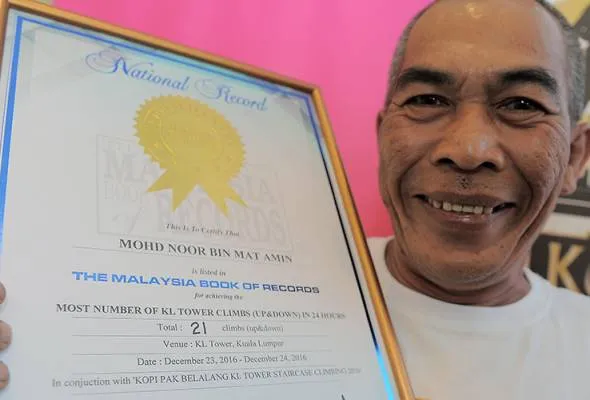 National Record
This Is To Certify That
MOHD NOOR BIN MAT AMIN
is listed in
THE MALAYSIA BOOK OF RECORDS
for achieving the
MOST NUMBER OF KL TOWER CLIMBS (UP&DOWN) IN 24 HOURS
Total : 21 climbs (up&down)
Venue : KL Tower, Kuala Lumpur
Date : December 23, 2016 - December 24, 2016
In conjuction with 'KOPI PAK BELALANG KL TOWER STAIRCASE CLIMBING 2016'